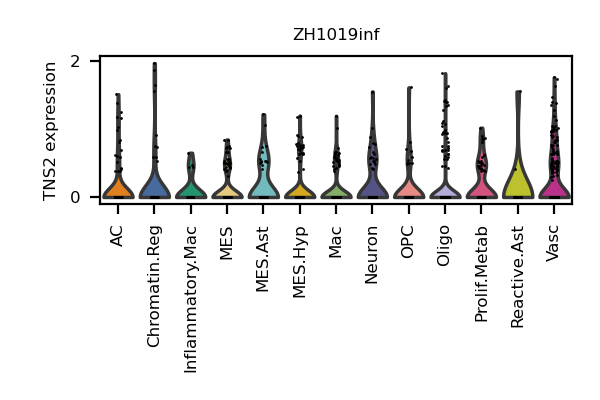 ZH1019inf
TNS2 expression
2
0
AC
Chromatin.Reg
Inflammatory.Mac
MES
MES.Ast
MES.Hyp
Mac
Neuron
OPC
Oligo
Prolif.Metab
Reactive.Ast
Vasc